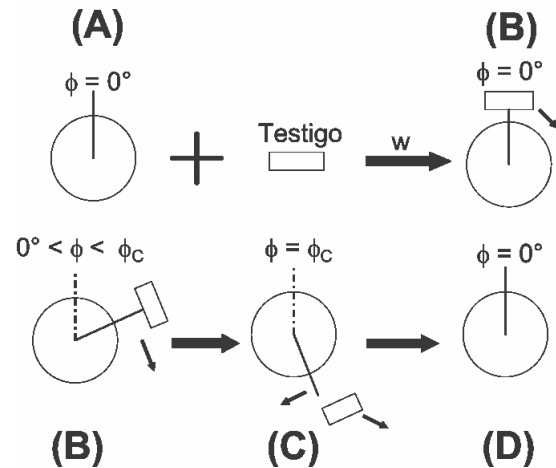 (A)
(B)
ϕ = 0°
ϕ = 0°
Testigo
w
0° < ϕ < ϕC
ϕ = ϕC
ϕ = 0°
(B)
(C)
(D)